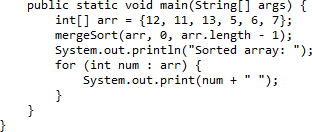 public static void main(String[] args) {
int[] arr = {12, 11, 13, 5, 6, 7};
mergeSort(arr, 0, arr.length - 1);
System.out.println("Sorted array: ");
for (int num : arr) {
System.out.print(num + " ");
}
}
}